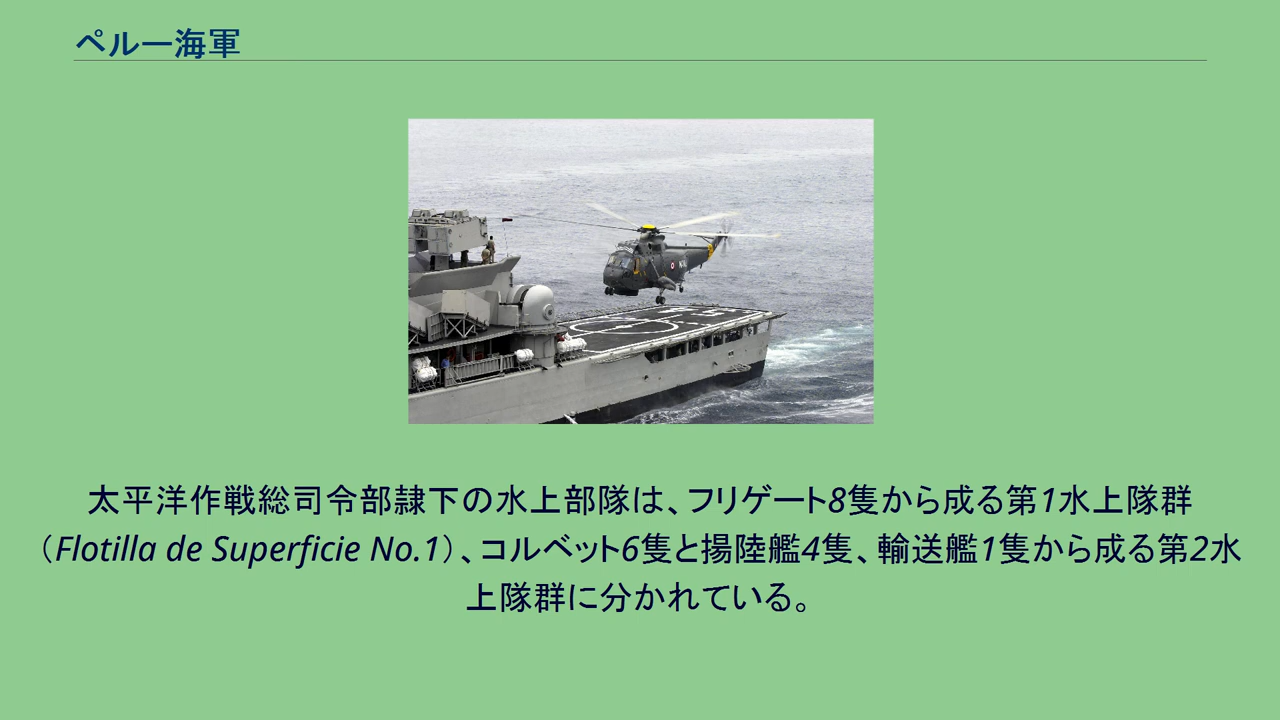 ペルー海軍
太平洋作戦総司令部隷下の水上部隊は、フリゲート8隻から成る第1水上隊群
（Flotilla de Superficie No.1）、コルベット6隻と揚陸艦4隻、輸送艦1隻から成る第2水
上隊群に分かれている。